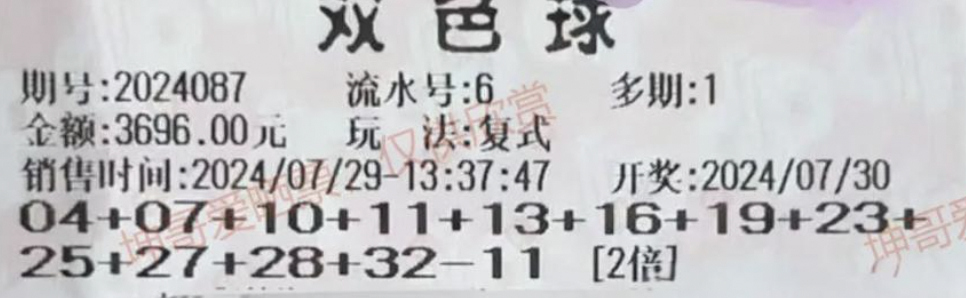 双色球
期号:2024087 流水号:6 多期:1
金额:3696.00元 玩 法:复式
销售时间:2024/07/29-13:37:47 开奖:2024/07/30
04+07+10+11+13+16+19+23+
25+27+28+32-11 [2倍]
仅供欣赏
坤哥爱晒票
坤哥爱